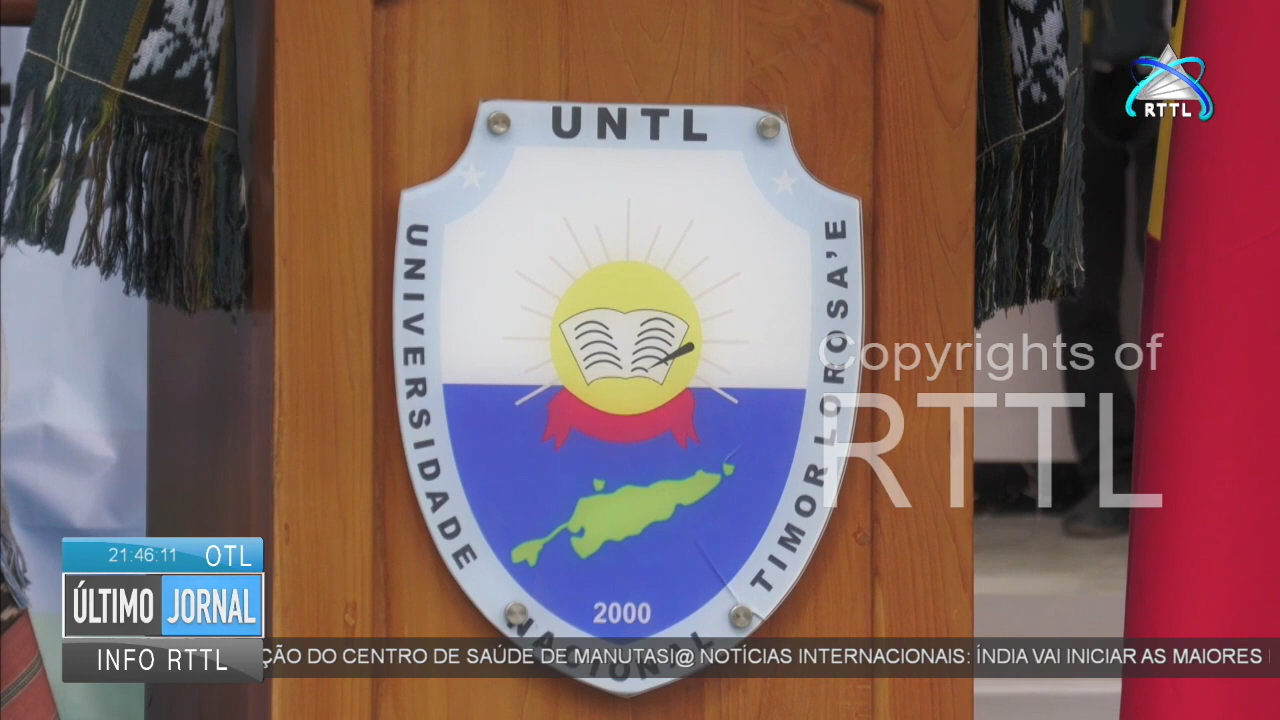 RTTL
UNTL
UNIVERSIDADE
NACIONAL
TIMOR LOROSA'E
2000
Copyrights of
RTTL
21:46:11 OTL
ÚLTIMO JORNAL
INFO RTTL
ÇÃO DO CENTRO DE SAÚDE DE MANUTASI@ NOTÍCIAS INTERNACIONAIS: ÍNDIA VAI INICIAR AS MAIORES